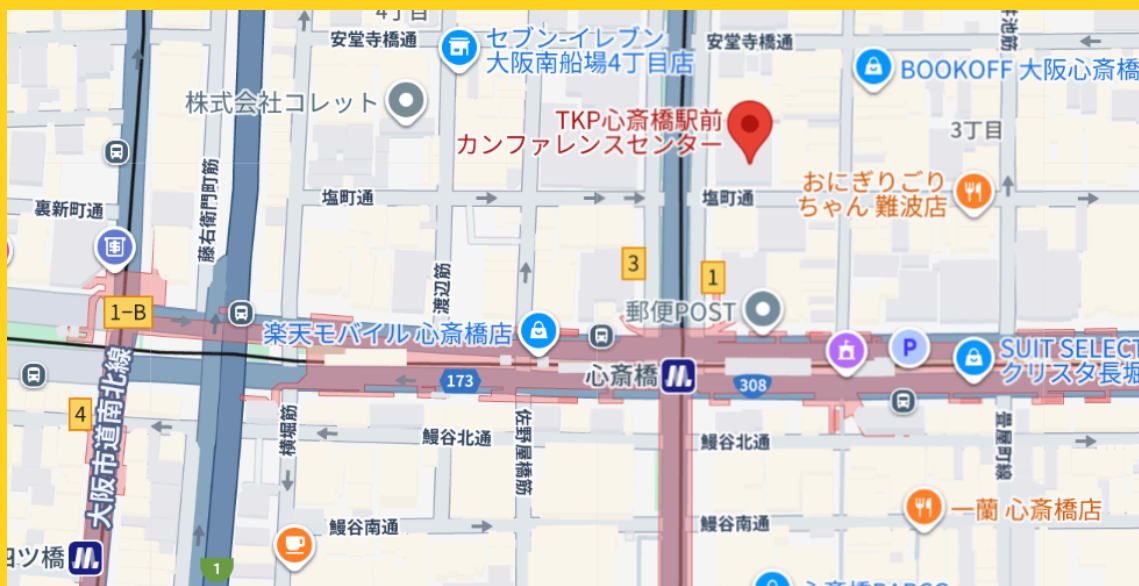 4丁目
安堂寺橋通
セブン-イレブン
大阪南船場4丁目店
安堂寺橋通
BOOKOFF 大阪心斎橋
株式会社コレット
TKP心斎橋駅前
カンファレンスセンター
3丁目
おにぎりごり
ちゃん 難波店
塩町通
塩町通
裏新町通
藤右衛門町筋
渡辺筋
3
1
1-B
郵便POST
楽天モバイル 心斎橋店
P
SUIT SELECT
クリスタ長堀
心斎橋
173
308
大阪市道南北線
4
横堀筋
鰻谷北通
佐野屋橋筋
鰻谷北通
畳屋町線
鰻谷南通
鰻谷南通
一蘭 心斎橋店
四ツ橋
1